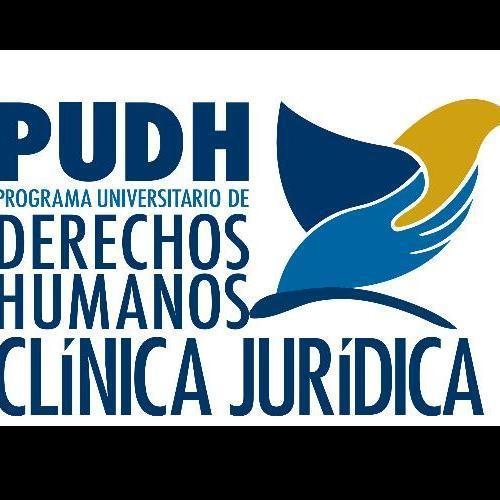 PUDH
PROGRAMA UNIVERSITARIO DE
DERECHOS
HUMANOS
CLÍNICA JURÍDICA